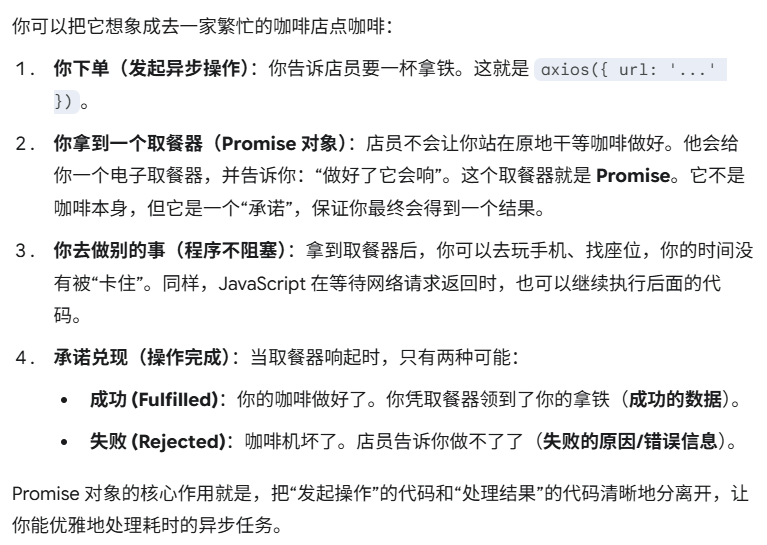 你可以把它想象成去一家繁忙的咖啡店点咖啡：
1. 你下单（发起异步操作）：你告诉店员要一杯拿铁。这就是 axios({ url: '...'
})。
2. 你拿到一个取餐器（Promise 对象）：店员不会让你站在原地干等咖啡做好。他会给
你一个电子取餐器，并告诉你：“做好了它会响”。这个取餐器就是 Promise。它不是
咖啡本身，但它是一个“承诺”，保证你最终会得到一个结果。
3. 你去做别的事（程序不阻塞）：拿到取餐器后，你可以去玩手机、找座位，你的时间没
有被“卡住”。同样，JavaScript 在等待网络请求返回时，也可以继续执行后面的代
码。
4. 承诺兑现（操作完成）：当取餐器响起时，只有两种可能：
• 成功 (Fulfilled)：你的咖啡做好了。你凭取餐器领到了你的拿铁（成功的数据）。
• 失败 (Rejected)：咖啡机坏了。店员告诉你做不了了（失败的原因/错误信息）。
Promise 对象的核心作用就是，把“发起操作”的代码和“处理结果”的代码清晰地分离开，让
你能优雅地处理耗时的异步任务。